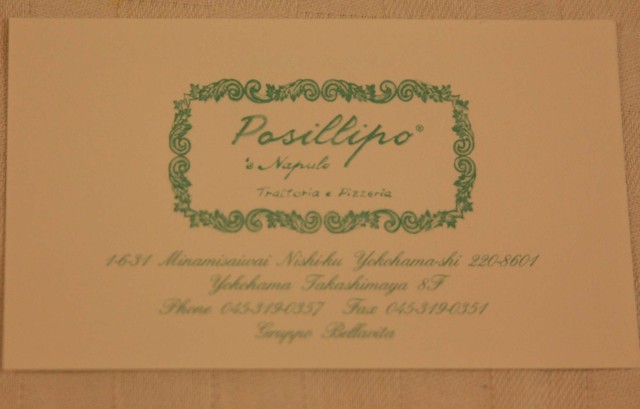 Posillipo®
'e Napule
Trattoria e Pizzeria
1-6-31 Minamisaiwai Nishi-ku Yokohama-shi 220-8601
Yokohama Takashimaya 8F
Phone 045-319-0357 Fax 045-319-0351
Gruppo Bellavita